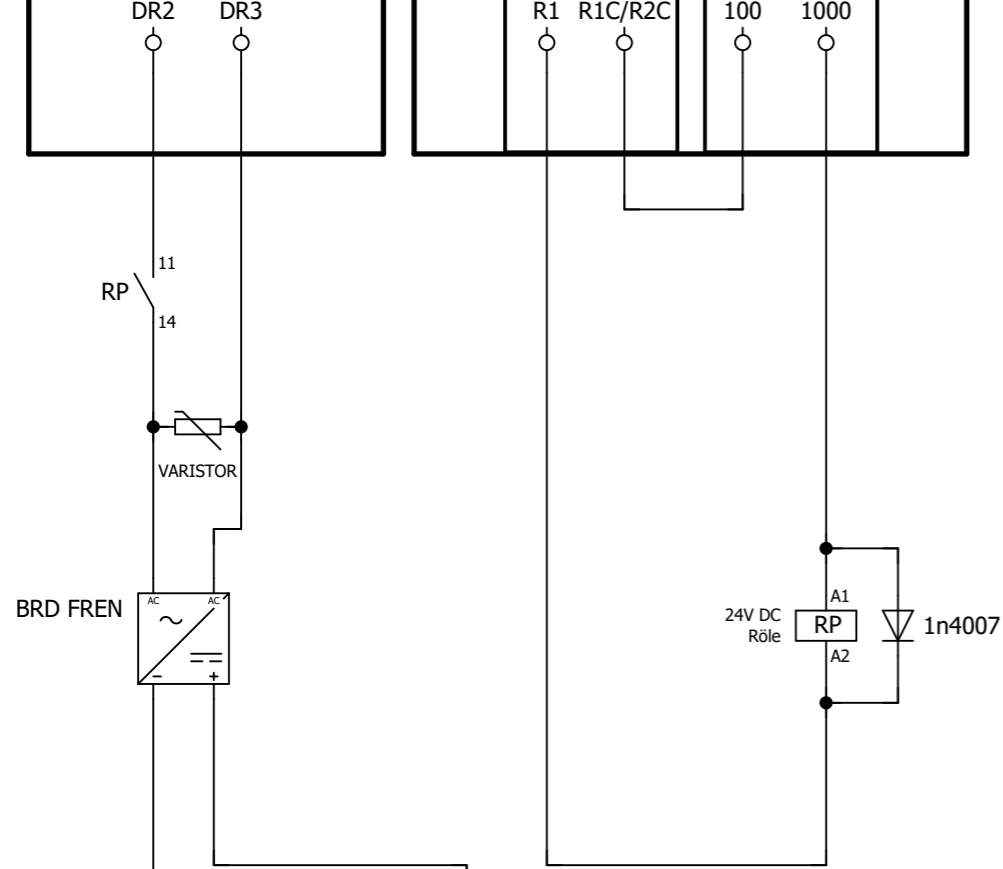 DR2 DR3 R1 R1C/R2C 100 1000
11
RP
14
VARISTOR
BRD FREN
AC AC
- +
24V DC
Röle
A1
RP
A2
1n4007